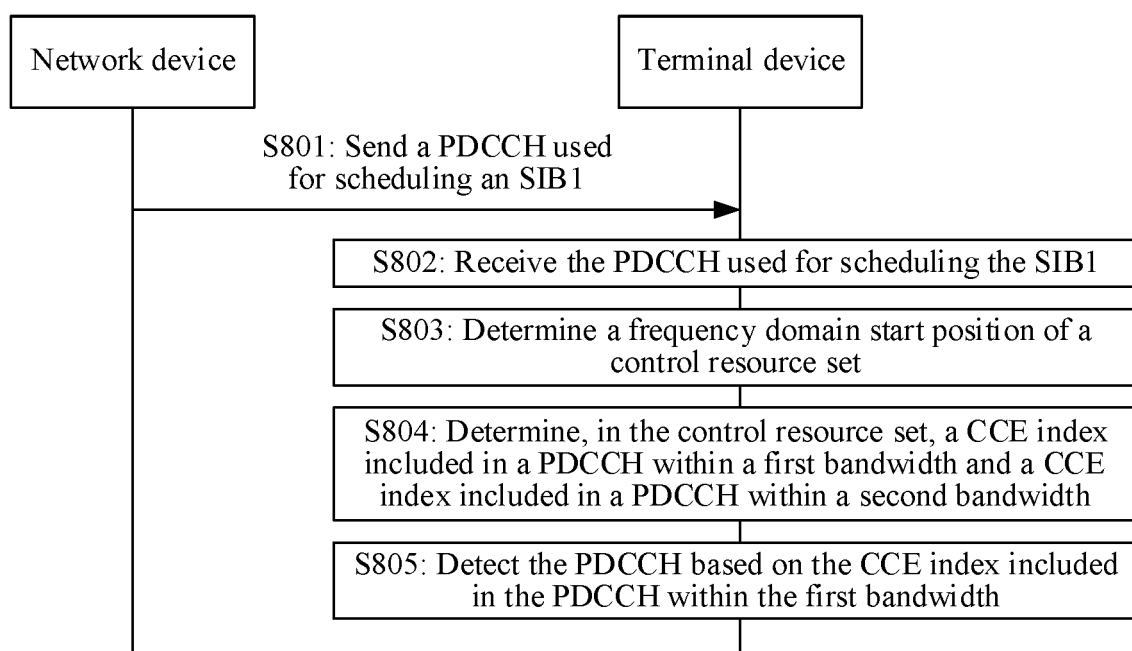 Network device
Terminal device
S801: Send a PDCCH used
for scheduling an SIB1
S802: Receive the PDCCH used for scheduling the SIB1
S803: Determine a frequency domain start position of a
control resource set
S804: Determine, in the control resource set, a CCE index
included in a PDCCH within a first bandwidth and a CCE
index included in a PDCCH within a second bandwidth
S805: Detect the PDCCH based on the CCE index included
in the PDCCH within the first bandwidth